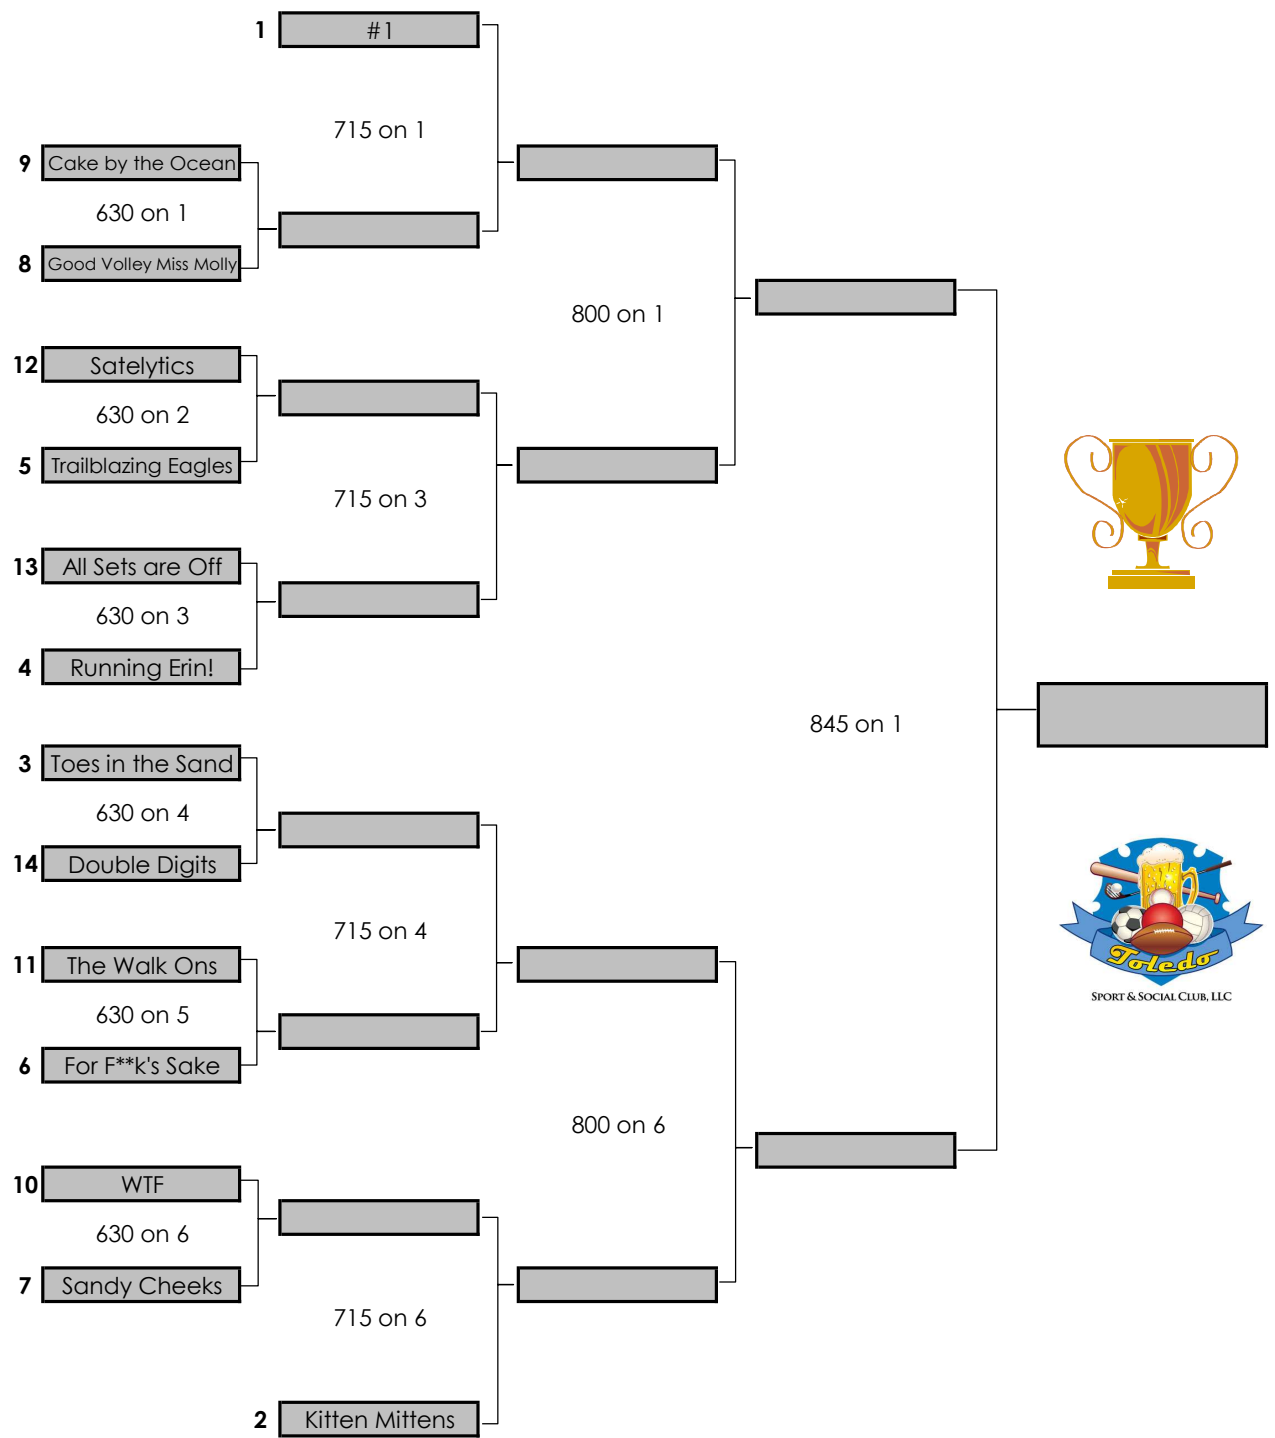 1 #1
715 on 1
9 Cake by the Ocean
630 on 1
8 Good Volley Miss Molly
800 on 1
12 Satelytics
630 on 2
5 Trailblazing Eagles
715 on 3
13 All Sets are Off
630 on 3
4 Running Erin!
845 on 1
3 Toes in the Sand
630 on 4
14 Double Digits
715 on 4
11 The Walk Ons
630 on 5
6 For F**k's Sake
Toledo
SPORT & SOCIAL CLUB, LLC
800 on 6
10 WTF
630 on 6
7 Sandy Cheeks
715 on 6
2 Kitten Mittens